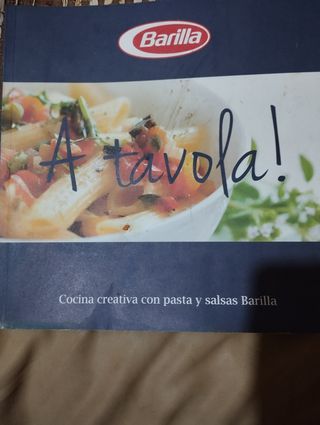 Barilla
A tavola!
Cocina creativa con pasta y salsas Barilla